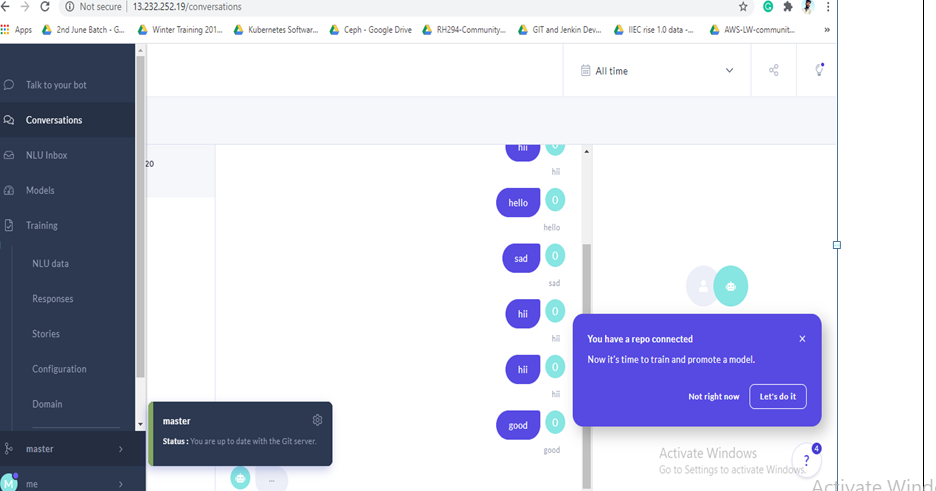 Not secure | 13.232.252.19/conversations
Apps 2nd June Batch - G... Winter Training 201... Kubernetes Softwar... Ceph - Google Drive RH294-Community... GIT and Jenkin Dev... IIEC rise 1.0 data -... AWS-LW-communit... »
Talk to your bot
Conversations
NLU Inbox
Models
Training
NLU data
Responses
Stories
Configuration
Domain
master
M me
All time
20
hii 0
hii
hello 0
hello
sad 0
sad
hii 0
hii
hii 0
hii
good 0
good
...
master
Status : You are up to date with the Git server.
You have a repo connected X
Now it's time to train and promote a model.
Not right now Let's do it
? 4
Activate Windows
Go to Settings to activate Windows.
Activate Wind